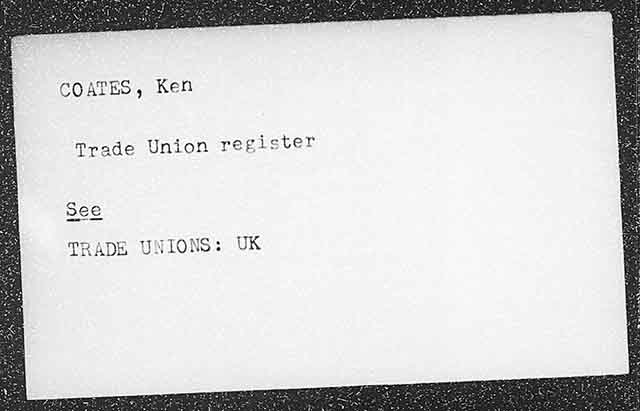 COATES, Ken
Trade Union register
See
TRADE UNIONS: UK